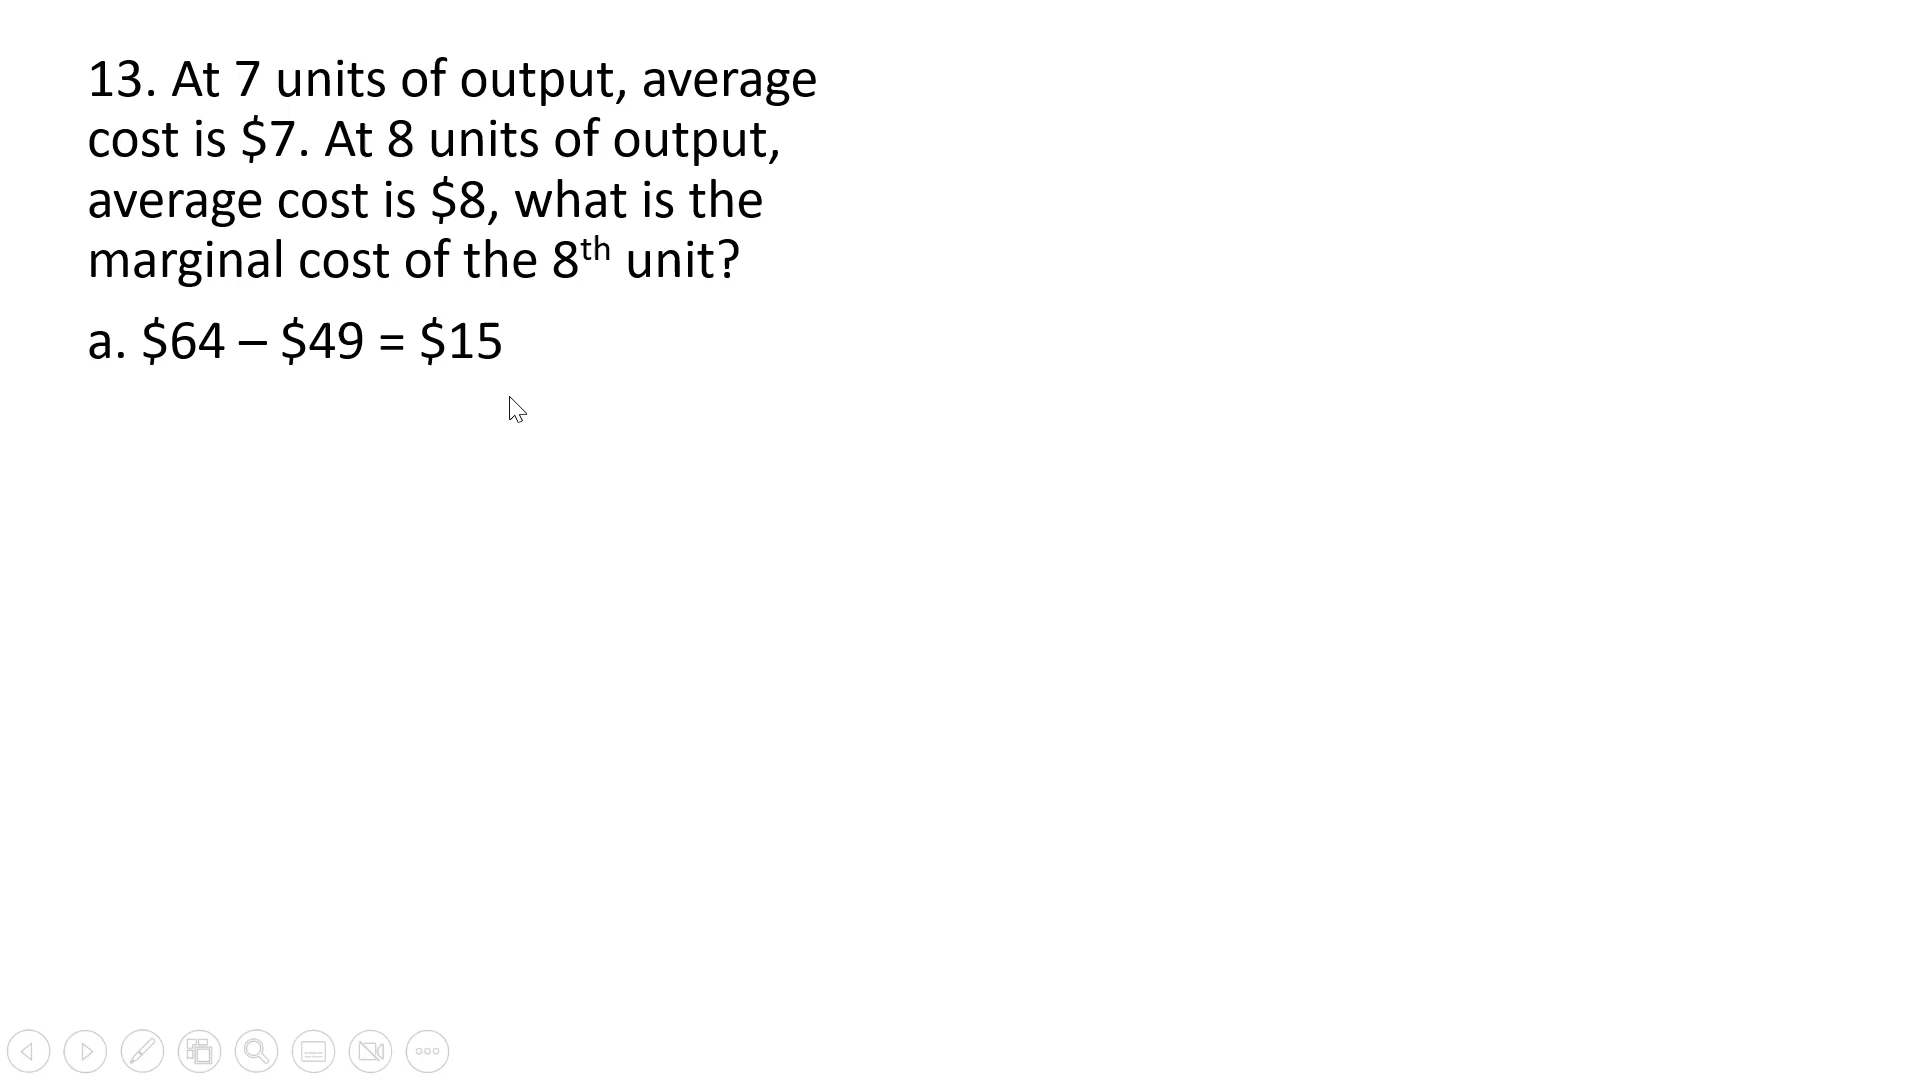 13. At 7 units of output, average
cost is $7. At 8 units of output,
average cost is $8, what is the
marginal cost of the 8th unit?
a. $64 – $49 = $15